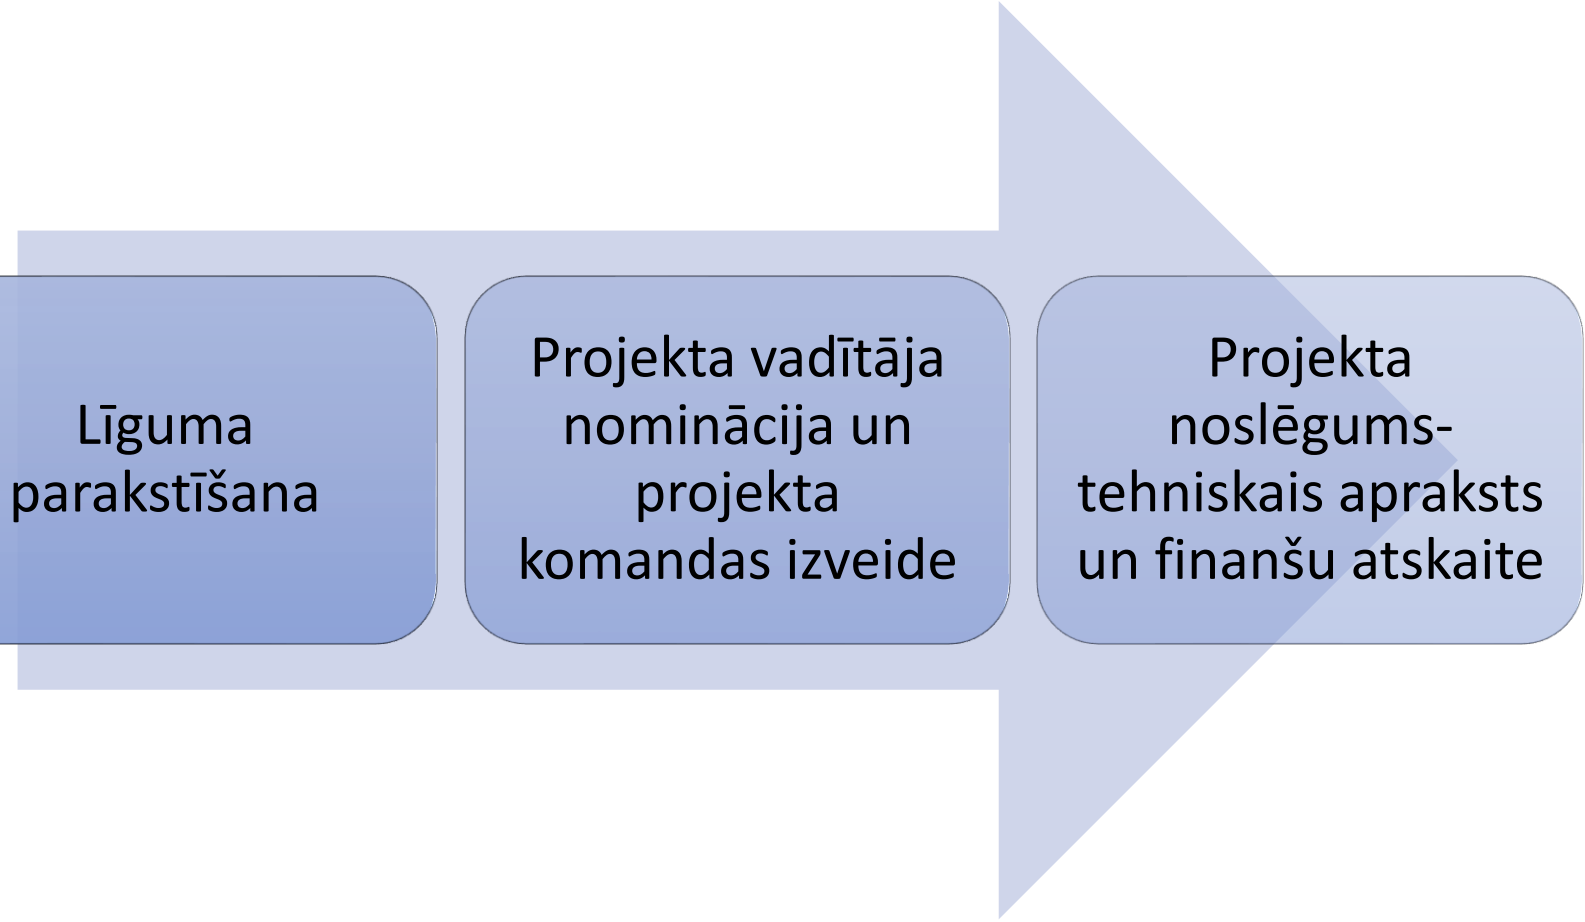 Līguma
parakstīšana
Projekta vadītāja
nominācija un
projekta
komandas izveide
Projekta
noslēgums-
tehniskais apraksts
un finanšu atskaite